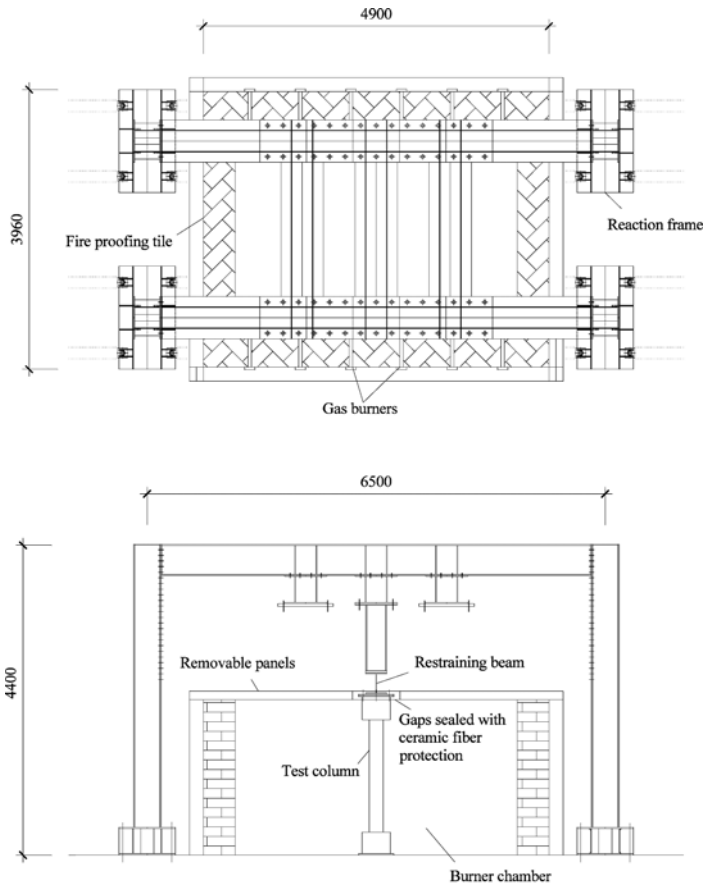 4900
3960
Fire proofing tile
Reaction frame
Gas burners
6500
4400
Removable panels
Restraining beam
Gaps sealed with
ceramic fiber
protection
Test column
Burner chamber